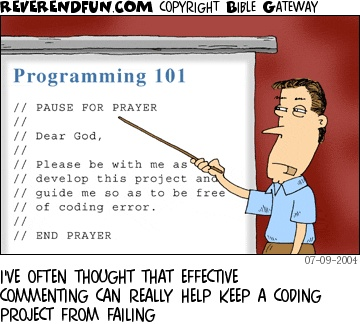 REVERENDFUN.COM COPYRIGHT BIBLE GATEWAY
Programming 101
// PAUSE FOR PRAYER
//
// Dear God,
//
// Please be with me as
// develop this project and
// guide me so as to be free
// of coding error.
//
// END PRAYER
07-09-2004
I'VE OFTEN THOUGHT THAT EFFECTIVE
COMMENTING CAN REALLY HELP KEEP A CODING
PROJECT FROM FAILING